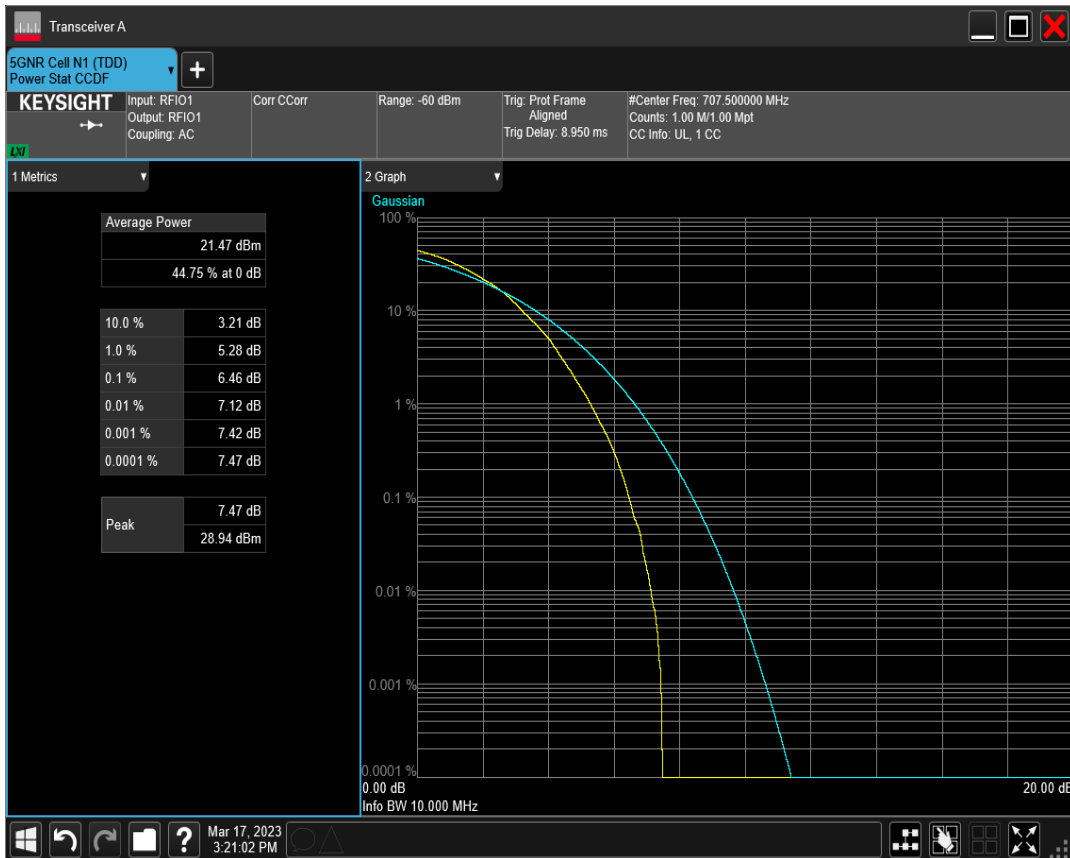 Transceiver A
5GNR Cell N1 (TDD)
Power Stat CCDF
+
KEYSIGHT
LXI
Input: RFIO1
Output: RFIO1
Coupling: AC
Corr CCorr
Range: -60 dBm
Trig: Prot Frame
Aligned
Trig Delay: 8.950 ms
#Center Freq: 707.500000 MHz
Counts: 1.00 M/1.00 Mpt
CC Info: UL, 1 CC
1 Metrics
Average Power
21.47 dBm
44.75 % at 0 dB
10.0 % 3.21 dB
1.0 % 5.28 dB
0.1 % 6.46 dB
0.01 % 7.12 dB
0.001 % 7.42 dB
0.0001 % 7.47 dB
Peak
7.47 dB
28.94 dBm
2 Graph
Gaussian
100 %
10 %
1 %
0.1 %
0.01 %
0.001 %
0.0001 %
0.00 dB 20.00 dB
Info BW 10.000 MHz
?
Mar 17, 2023
3:21:02 PM